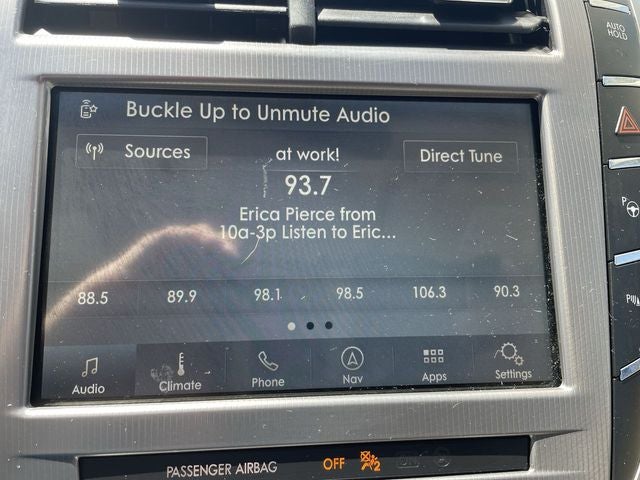 AUTO
HOLD
Buckle Up to Unmute Audio
Sources
at work!
Direct Tune
93.7
Erica Pierce from
10a-3p Listen to Eric...
88.5 89.9 98.1 98.5 106.3 90.3
P
Audio Climate Phone Nav Apps Settings
PASSENGER AIRBAG OFF 2 ON